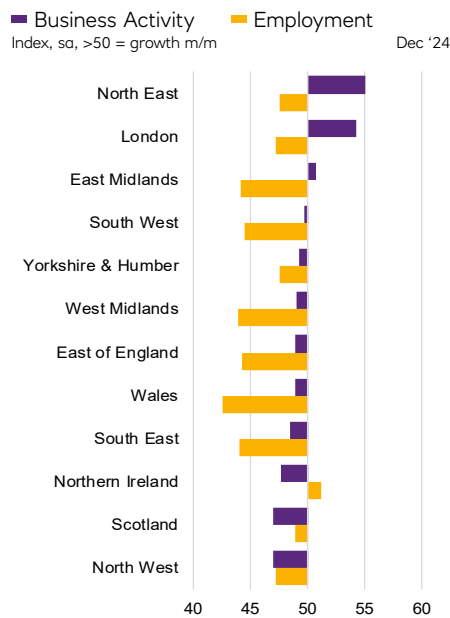 Business Activity Employment
Index, sa, >50 = growth m/m Dec ‘24
North East
London
East Midlands
South West
Yorkshire & Humber
West Midlands
East of England
Wales
South East
Northern Ireland
Scotland
North West
40 45 50 55 60